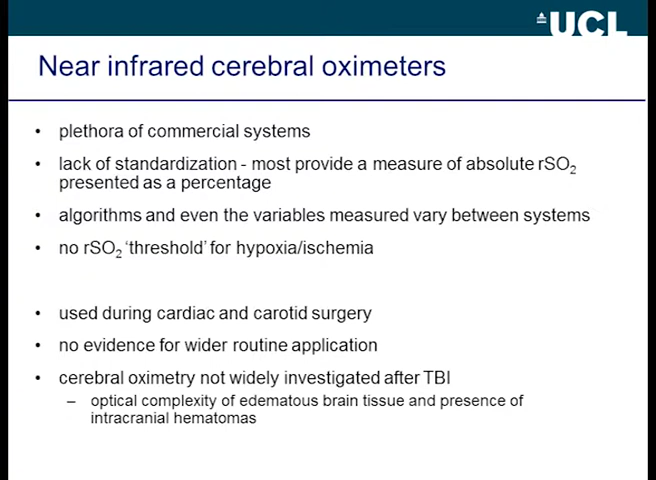 UCL
Near infrared cerebral oximeters
• plethora of commercial systems
• lack of standardization - most provide a measure of absolute rSO₂
presented as a percentage
• algorithms and even the variables measured vary between systems
• no rSO₂ 'threshold' for hypoxia/ischemia
• used during cardiac and carotid surgery
• no evidence for wider routine application
• cerebral oximetry not widely investigated after TBI
– optical complexity of edematous brain tissue and presence of
intracranial hematomas